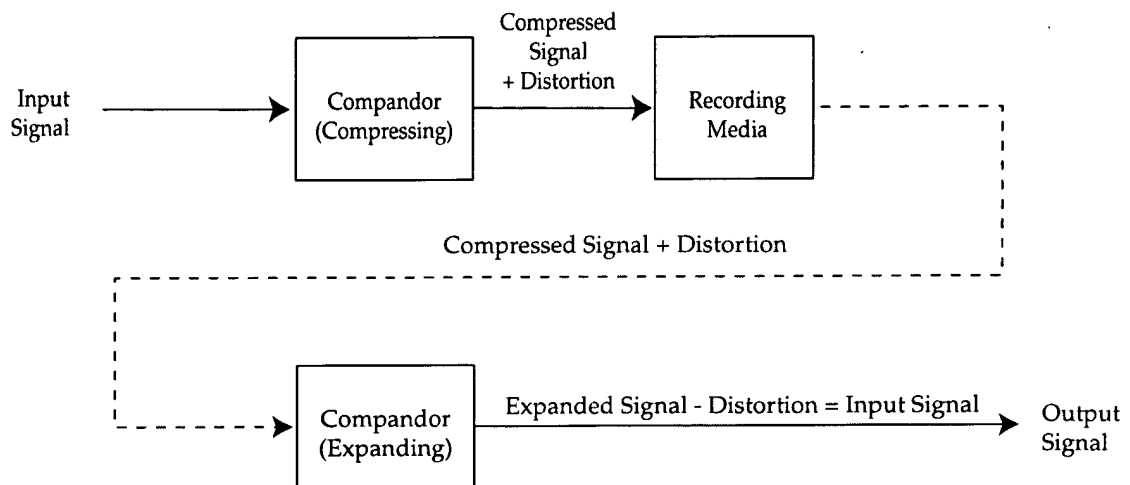 Compressed
Signal
+ Distortion
Input
Signal
Compandor
(Compressing)
Recording
Media
Compressed Signal + Distortion
Compandor
(Expanding)
Expanded Signal - Distortion = Input Signal
Output
Signal